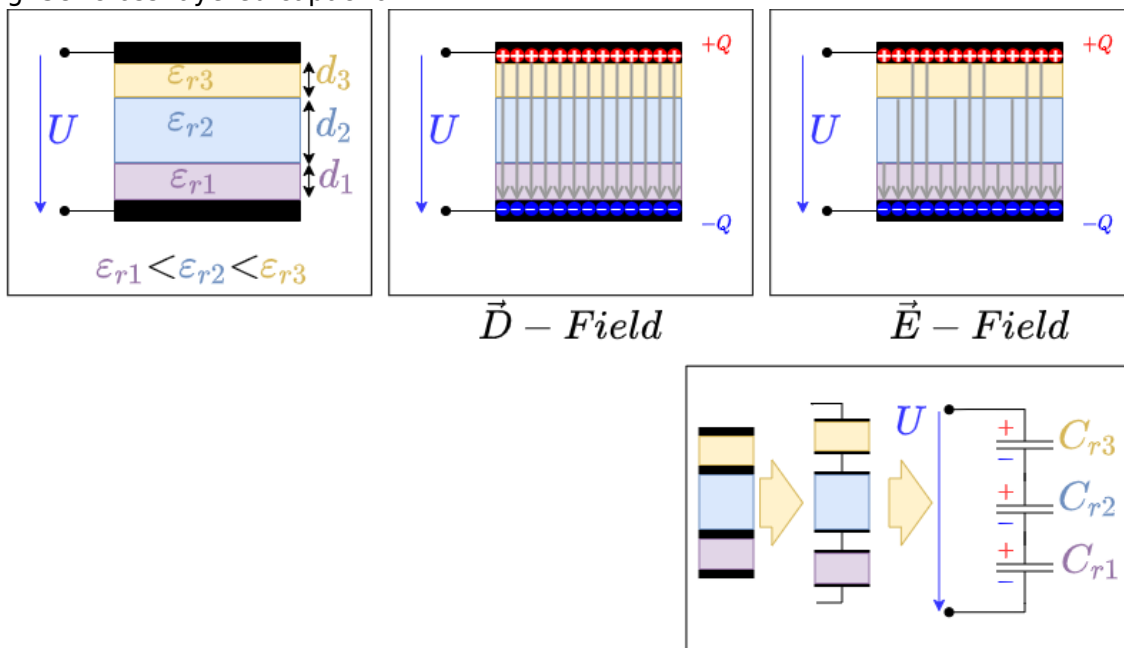 U
εr3
d3
εr2
d2
εr1
d1
εr1<εr2<εr3
U
+Q
+ + + + + + + + + + + + +
− − − − − − − − − − − − −
−Q
U
+Q
+ + + + + + + + + + + + +
− − − − − − − − − − − − −
−Q
D⃗ − Field
E⃗ − Field
U
+
−
Cr3
+
−
Cr2
+
−
Cr1